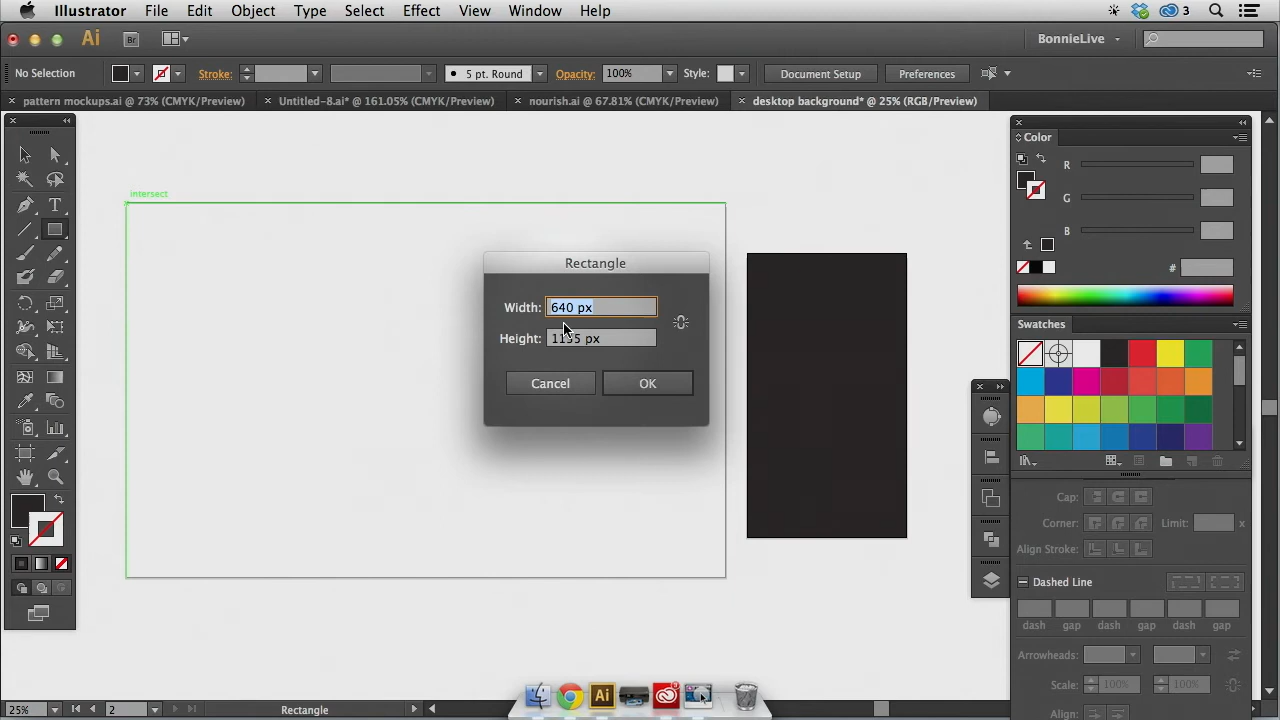 Illustrator File Edit Object Type Select Effect View Window Help 3
Ai Br BonnieLive
No Selection Stroke: 5 pt. Round Opacity: 100% Style: Document Setup Preferences
pattern mockups.ai @ 73% (CMYK/Preview) Untitled-8.ai* @ 161.05% (CMYK/Preview) nourish.ai @ 67.81% (CMYK/Preview) desktop background* @ 25% (RGB/Preview)
Color
R
G
B
#
intersect
Rectangle
Width: 640 px
Height: 1135 px
Cancel OK
Swatches
Cap:
Corner: Limit: x
Align Stroke:
Dashed Line
dash gap dash gap dash gap
Arrowheads:
Scale: 100% 100%
Align:
Ai
25% 2 Rectangle